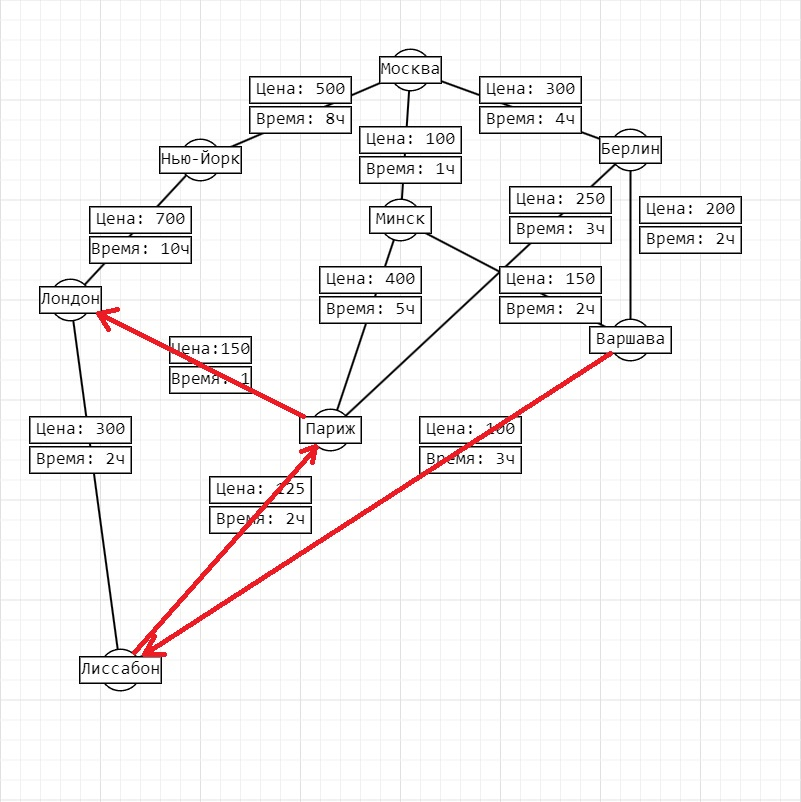 Москва
Цена: 500
Время: 8ч
Цена: 300
Время: 4ч
Цена: 100
Время: 1ч
Нью-Йорк
Берлин
Цена: 700
Время: 10ч
Минск
Цена: 250
Время: 3ч
Цена: 200
Время: 2ч
Лондон
Цена: 400
Время: 5ч
Цена: 150
Время: 2ч
Варшава
Цена:150
Время: 1
Цена: 300
Время: 2ч
Париж
Цена: 100
Время: 3ч
Цена: 125
Время: 2ч
Лиссабон